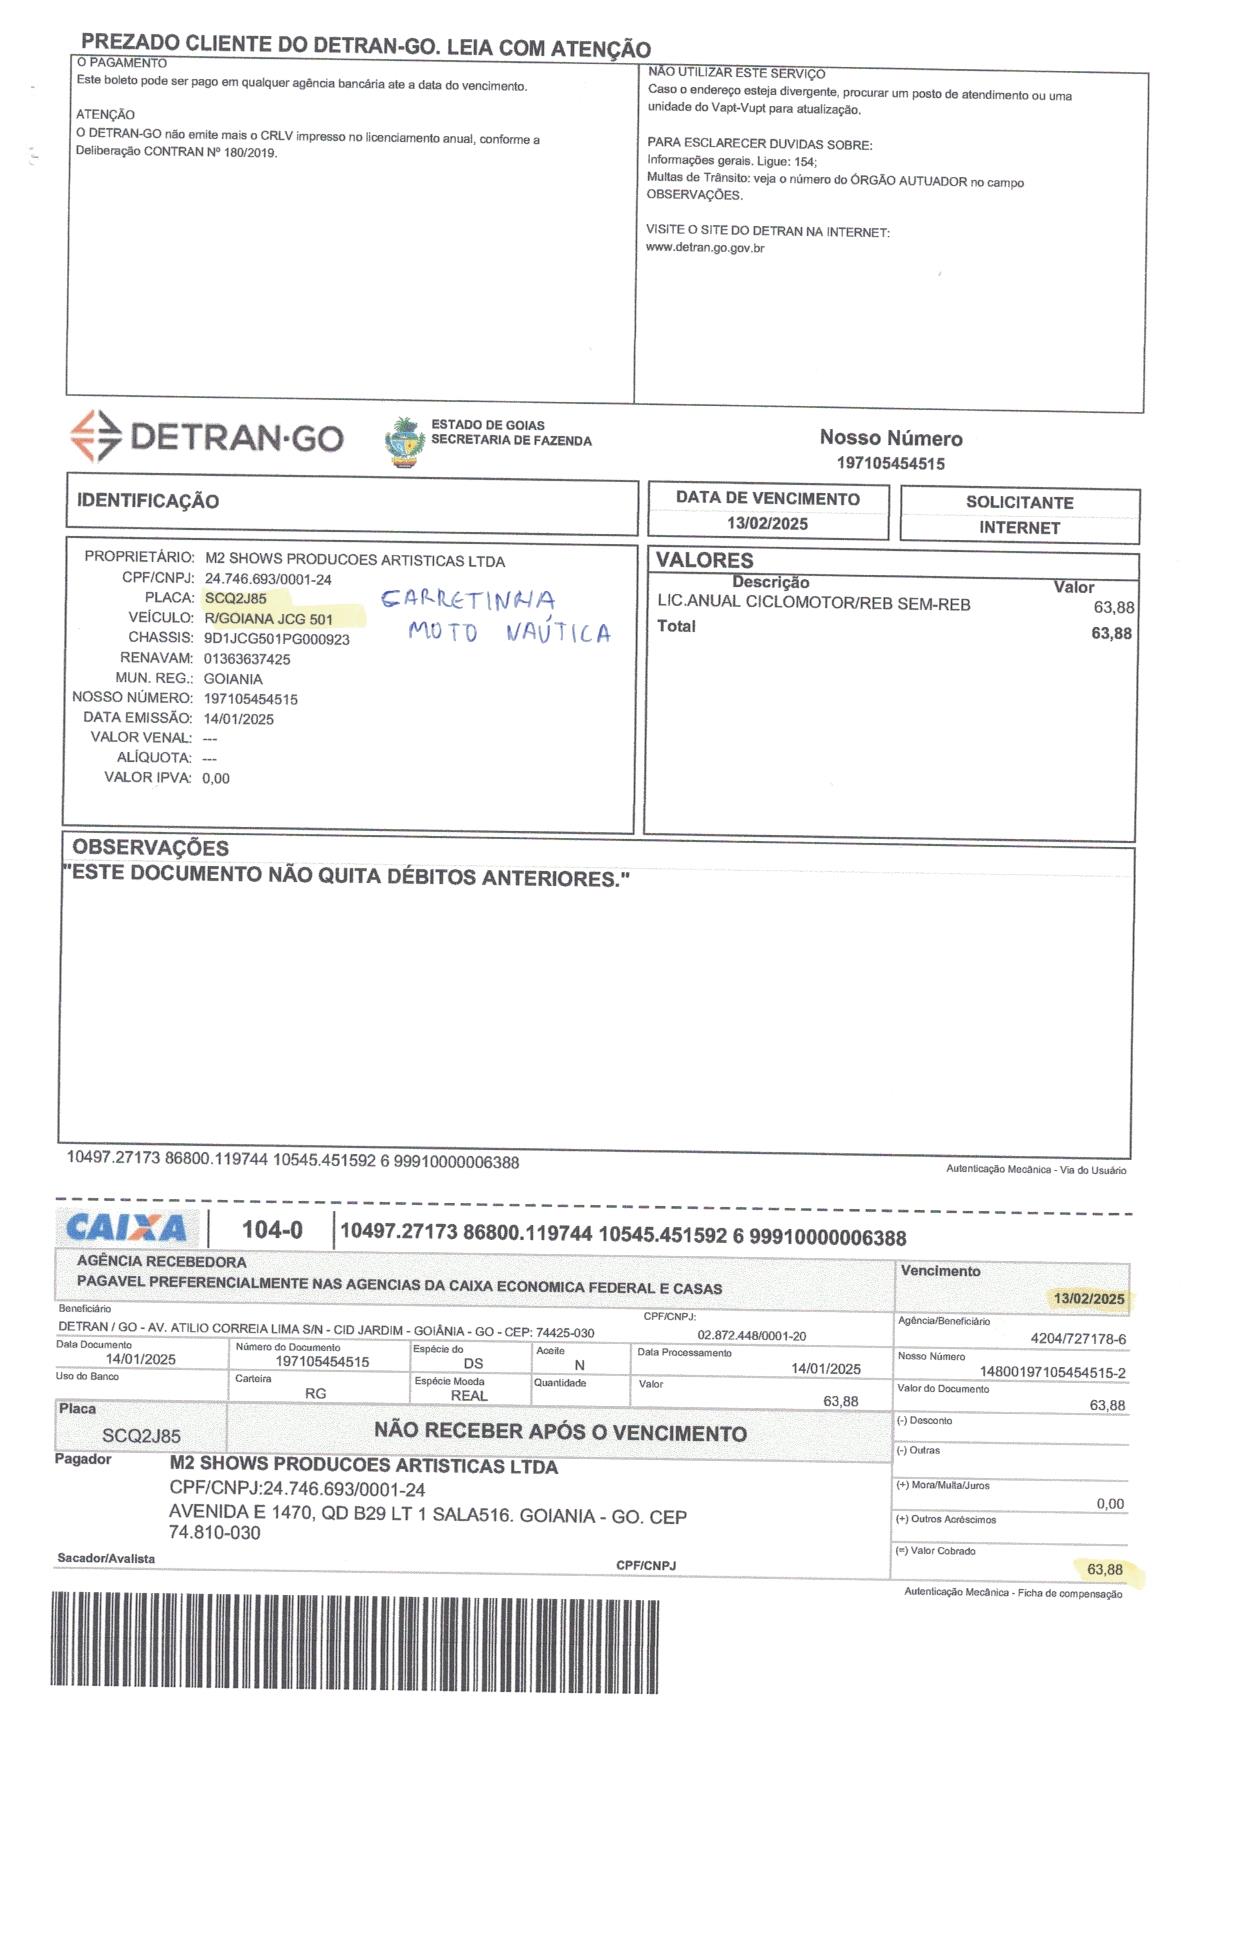 PREZADO CLIENTE DO DETRAN-GO. LEIA COM ATENÇÃO
O PAGAMENTO
Este boleto pode ser pago em qualquer agência bancária ate a data do vencimento.
ATENÇÃO
O DETRAN-GO não emite mais o CRLV impresso no licenciamento anual, conforme a
Deliberação CONTRAN Nº 180/2019.
NÃO UTILIZAR ESTE SERVIÇO
Caso o endereço esteja divergente, procurar um posto de atendimento ou uma
unidade do Vapt-Vupt para atualização.
PARA ESCLARECER DUVIDAS SOBRE:
Informações gerais. Ligue: 154;
Multas de Trânsito: veja o número do ÓRGÃO AUTUADOR no campo
OBSERVAÇÕES.
VISITE O SITE DO DETRAN NA INTERNET:
www.detran.go.gov.br
DETRAN·GO
ESTADO DE GOIAS
SECRETARIA DE FAZENDA
Nosso Número
197105454515
IDENTIFICAÇÃO
DATA DE VENCIMENTO
13/02/2025
SOLICITANTE
INTERNET
PROPRIETÁRIO: M2 SHOWS PRODUCOES ARTISTICAS LTDA
CPF/CNPJ: 24.746.693/0001-24
PLACA: SCQ2J85
VEÍCULO: R/GOIANA JCG 501
CHASSIS: 9D1JCG501PG000923
RENAVAM: 01363637425
MUN. REG.: GOIANIA
NOSSO NÚMERO: 197105454515
DATA EMISSÃO: 14/01/2025
VALOR VENAL: ---
ALÍQUOTA: ---
VALOR IPVA: 0,00
CARRETINHA
MOTO NAÚTICA
VALORES
Descrição Valor
LIC.ANUAL CICLOMOTOR/REB SEM-REB 63,88
Total 63,88
OBSERVAÇÕES
"ESTE DOCUMENTO NÃO QUITA DÉBITOS ANTERIORES."
10497.27173 86800.119744 10545.451592 6 99910000006388
Autenticação Mecânica - Via do Usuário
CAIXA 104-0 10497.27173 86800.119744 10545.451592 6 99910000006388
AGÊNCIA RECEBEDORA
PAGAVEL PREFERENCIALMENTE NAS AGENCIAS DA CAIXA ECONOMICA FEDERAL E CASAS
Vencimento
13/02/2025
Beneficiário CPF/CNPJ:
DETRAN / GO - AV. ATILIO CORREIA LIMA S/N - CID JARDIM - GOIÂNIA - GO - CEP: 74425-030 02.872.448/0001-20
Agência/Beneficiário
4204/727178-6
Data Documento Número do Documento Espécie do Aceite Data Processamento
14/01/2025 197105454515 DS N 14/01/2025
Nosso Número
14800197105454515-2
Uso do Banco Carteira Espécie Moeda Quantidade Valor
RG REAL 63,88
Valor do Documento
63,88
Placa
SCQ2J85
NÃO RECEBER APÓS O VENCIMENTO
(-) Desconto
(-) Outras
(+) Mora/Multa/Juros
0,00
(+) Outros Acréscimos
(=) Valor Cobrado
63,88
Pagador M2 SHOWS PRODUCOES ARTISTICAS LTDA
CPF/CNPJ:24.746.693/0001-24
AVENIDA E 1470, QD B29 LT 1 SALA516. GOIANIA - GO. CEP
74.810-030
Sacador/Avalista CPF/CNPJ
Autenticação Mecânica - Ficha de compensação